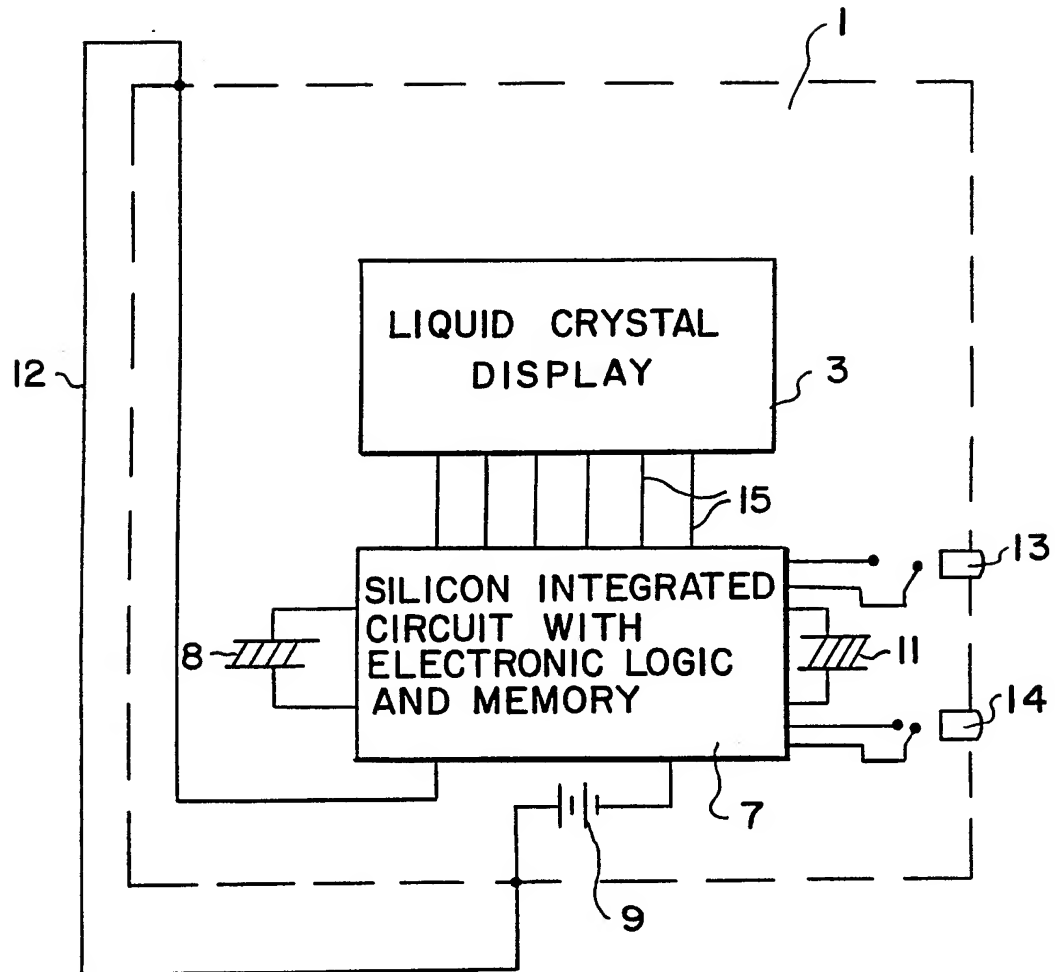 1
LIQUID CRYSTAL
DISPLAY
12
3
15
13
SILICON INTEGRATED
CIRCUIT WITH
ELECTRONIC LOGIC
AND MEMORY
8
11
14
7
9